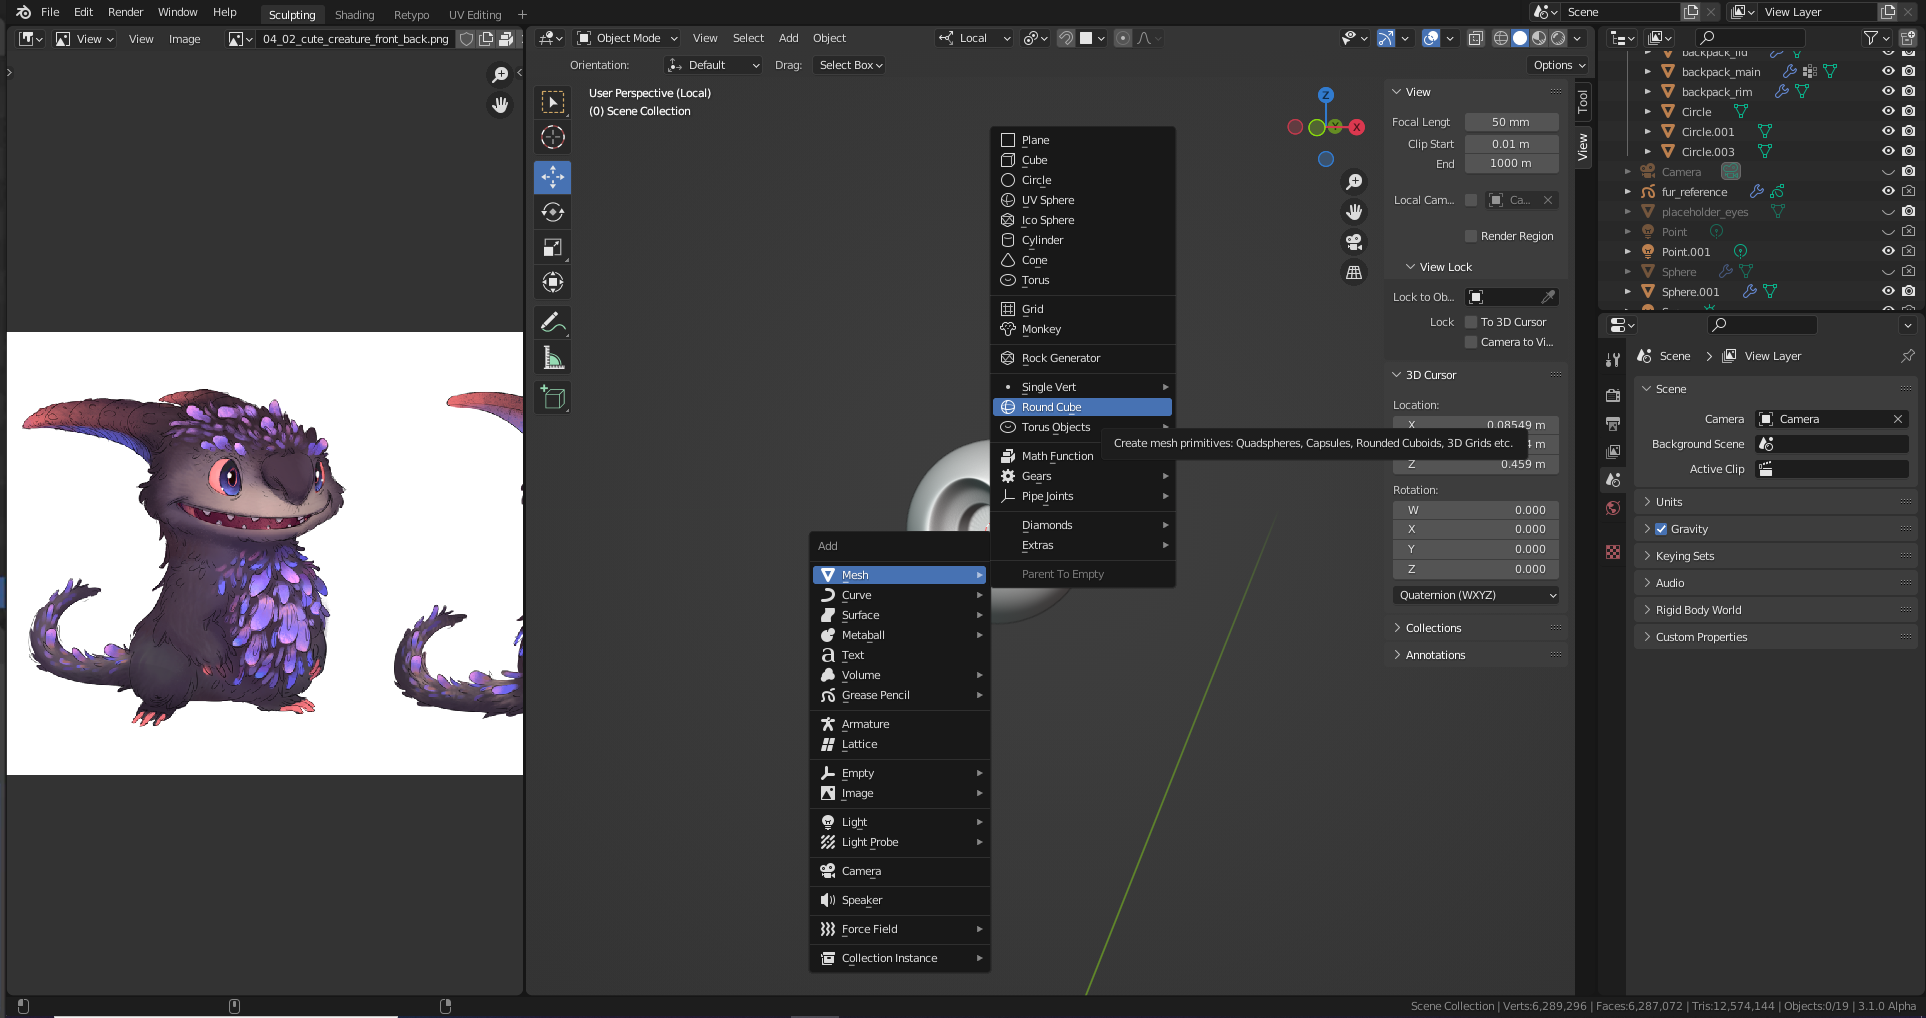 File Edit Render Window Help Sculpting Shading Retypo UV Editing + Scene View Layer
View View Image 04_02_cute_creature_front_back.png
Object Mode View Select Add Object Local
Orientation: Default Drag: Select Box Options
User Perspective (Local)
(0) Scene Collection
Z
Y
X
Plane
Cube
Circle
UV Sphere
Ico Sphere
Cylinder
Cone
Torus
Grid
Monkey
Rock Generator
Single Vert
Round Cube
Torus Objects
Math Function
Gears
Pipe Joints
Diamonds
Extras
Parent To Empty
Create mesh primitives: Quadspheres, Capsules, Rounded Cuboids, 3D Grids etc.
Add
Mesh
Curve
Surface
Metaball
Text
Volume
Grease Pencil
Armature
Lattice
Empty
Image
Light
Light Probe
Camera
Speaker
Force Field
Collection Instance
Tool
View
View
Focal Lengt 50 mm
Clip Start 0.01 m
End 1000 m
Local Cam... Ca...
Render Region
View Lock
Lock to Ob...
Lock To 3D Cursor
Camera to Vi...
3D Cursor
Location:
X 0.08549 m
Z 0.459 m
Rotation:
W 0.000
X 0.000
Y 0.000
Z 0.000
Quaternion (WXYZ)
Collections
Annotations
backpack_lid
backpack_main
backpack_rim
Circle
Circle.001
Circle.003
Camera
fur_reference
placeholder_eyes
Point
Point.001
Sphere
Sphere.001
Scene View Layer
Scene
Camera Camera
Background Scene
Active Clip
Units
Gravity
Keying Sets
Audio
Rigid Body World
Custom Properties
Scene Collection | Verts:6,289,296 | Faces:6,287,072 | Tris:12,574,144 | Objects:0/19 | 3.1.0 Alpha